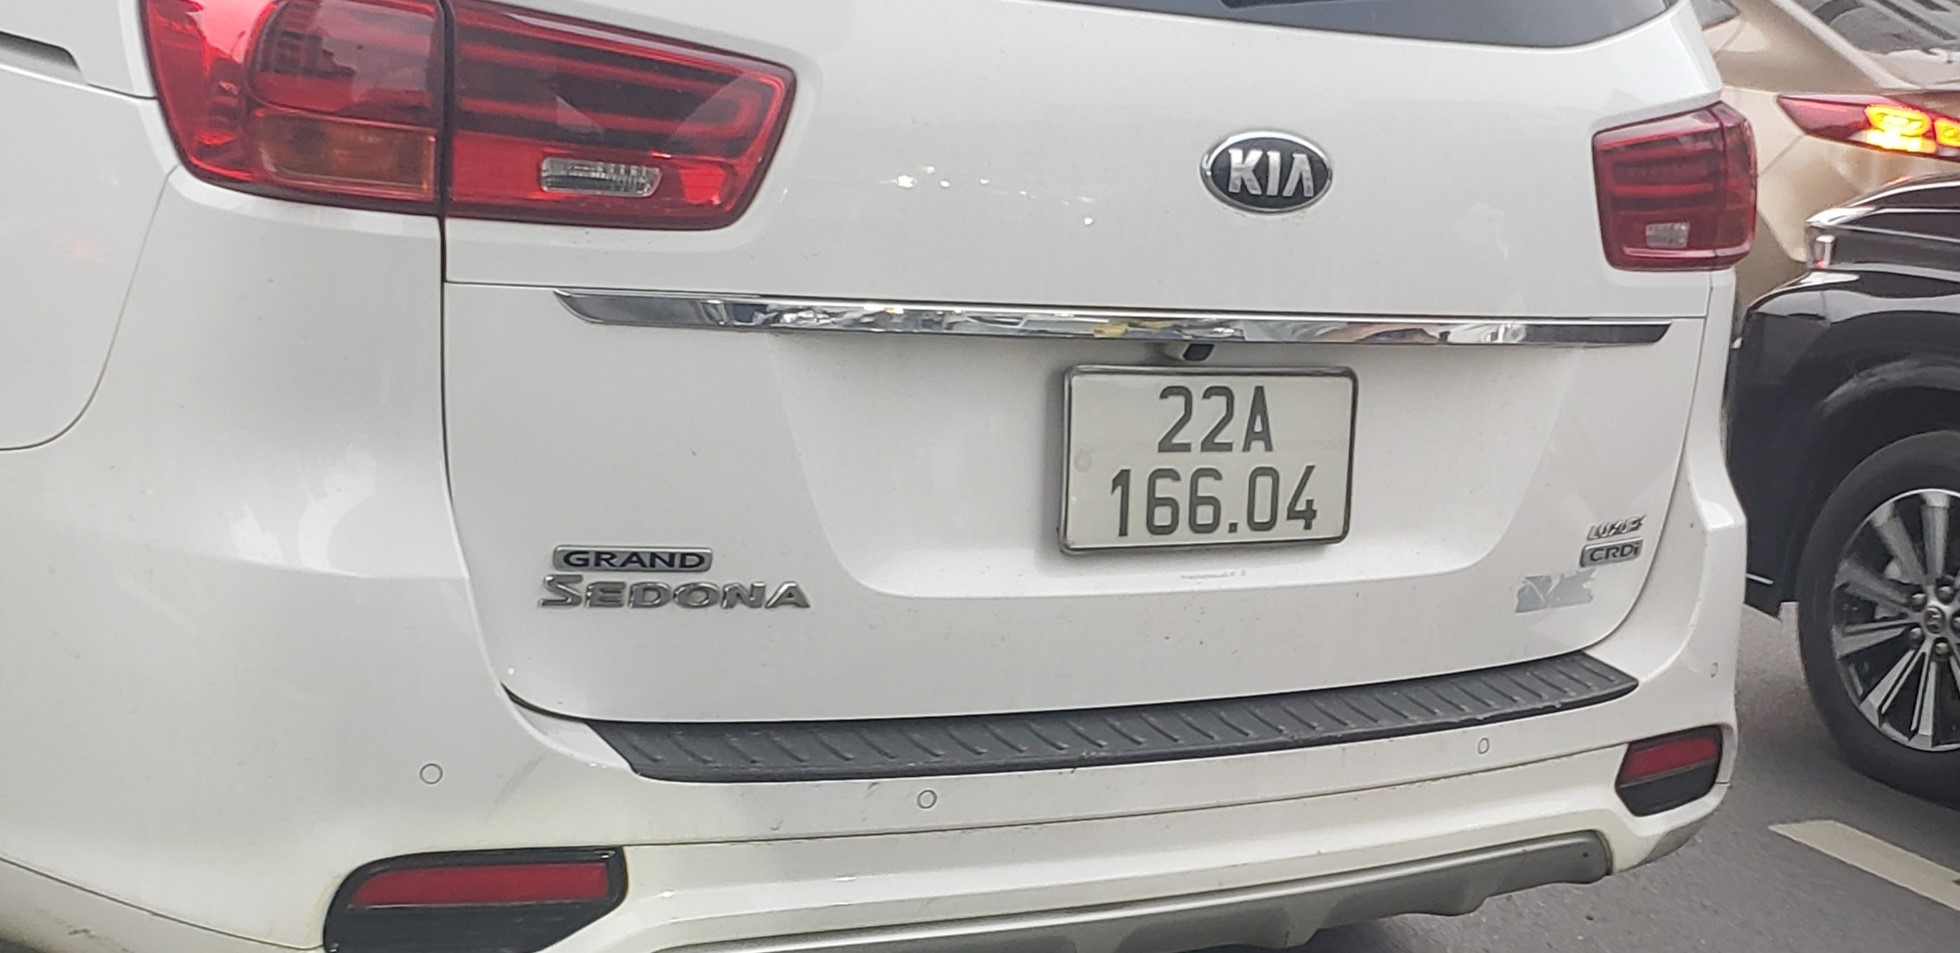 KIA
22A
166.04
GRAND
SEDONA
CRDi